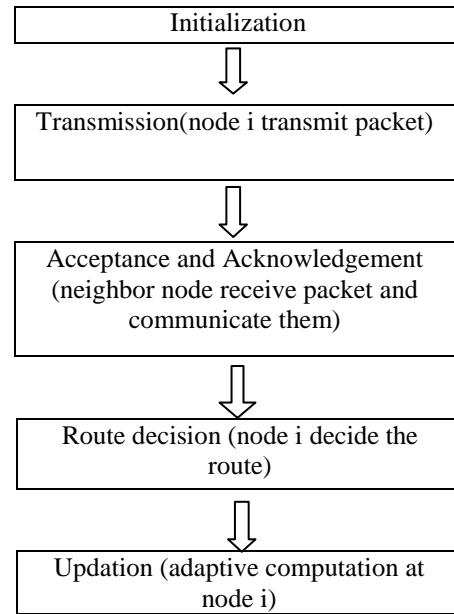 Initialization
Transmission(node i transmit packet)
Acceptance and Acknowledgement
(neighbor node receive packet and
communicate them)
Route decision (node i decide the
route)
Updation (adaptive computation at
node i)